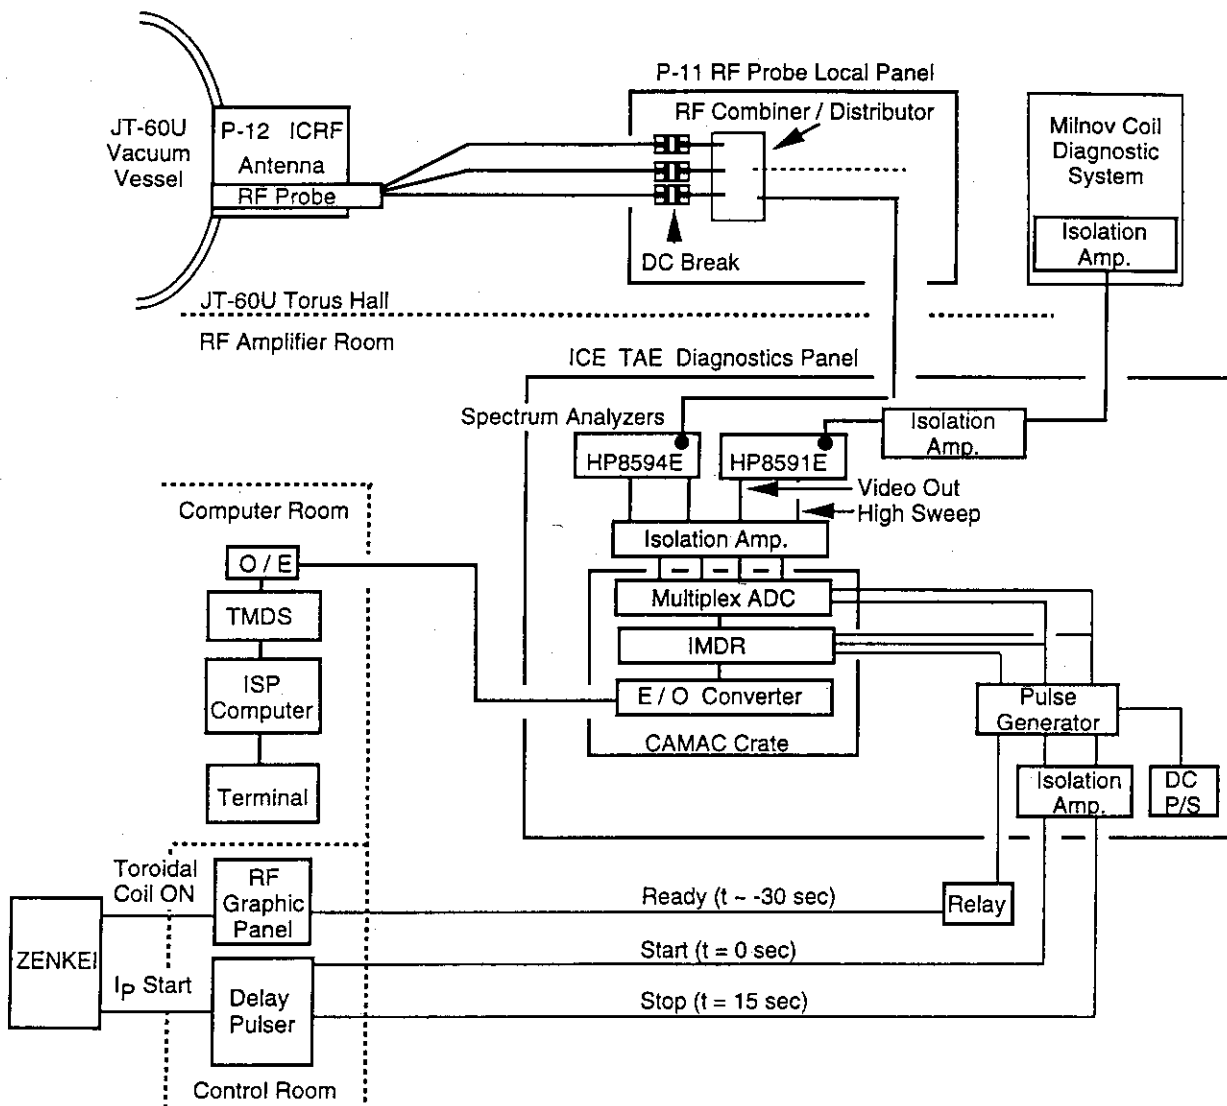 P-11 RF Probe Local Panel
RF Combiner / Distributor
JT-60U
Vacuum
Vessel
P-12 ICRF
Antenna
RF Probe
DC Break
Milnov Coil
Diagnostic
System
Isolation
Amp.
JT-60U Torus Hall
RF Amplifier Room
ICE TAE Diagnostics Panel
Spectrum Analyzers
HP8594E
HP8591E
Isolation
Amp.
Video Out
High Sweep
Isolation Amp.
Multiplex ADC
IMDR
E / O Converter
CAMAC Crate
Computer Room
O / E
TMDS
ISP
Computer
Terminal
Pulse
Generator
Isolation
Amp.
DC
P/S
Toroidal
Coil ON
RF
Graphic
Panel
Ready (t ~ -30 sec)
Relay
ZENKEI
IP Start
Delay
Pulser
Start (t = 0 sec)
Stop (t = 15 sec)
Control Room